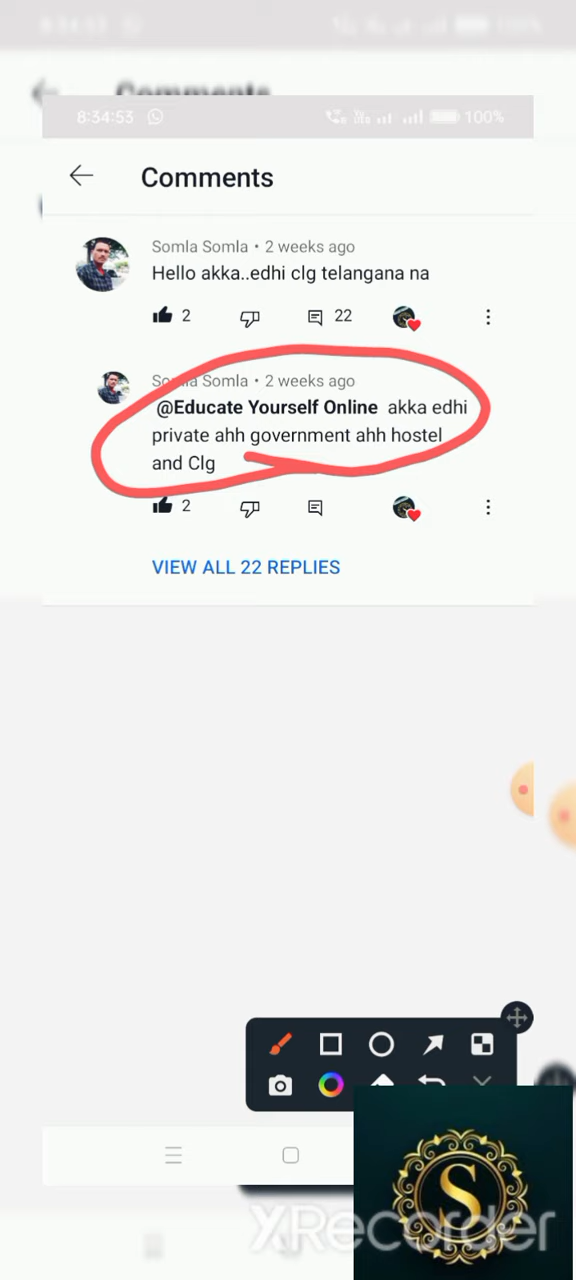 Comments
8:34:53
100%
Comments
Somla Somla • 2 weeks ago
Hello akka..edhi clg telangana na
2
22
Somla Somla • 2 weeks ago
@Educate Yourself Online akka edhi
private ahh government ahh hostel
and Clg
2
VIEW ALL 22 REPLIES
S
XRecorder